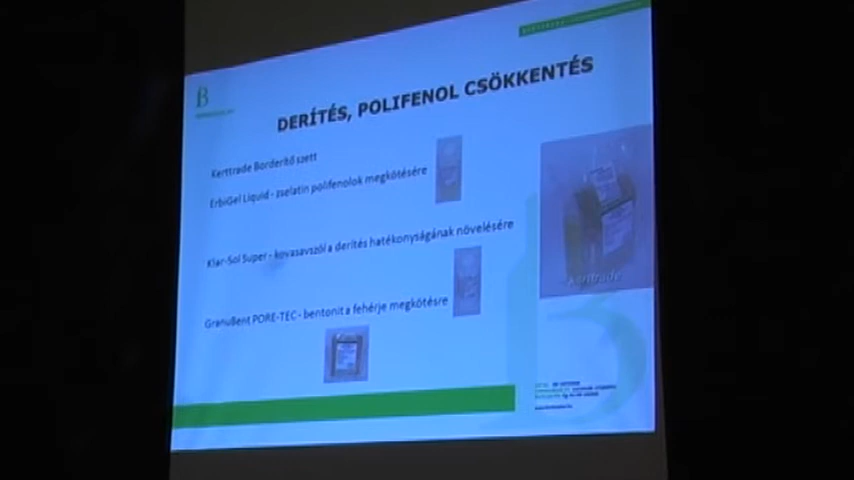 DERÍTÉS, POLIFENOL CSÖKKENTÉS
Kerttrade Borderítő szett
ErbiGel Liquid - zselatin polifenolok megkötésére
Klar-Sol Super - kovasavszól a derítés hatékonyságának növelésére
GranuBent PORE-TEC - bentonit a fehérje megkötésre
kerttrade